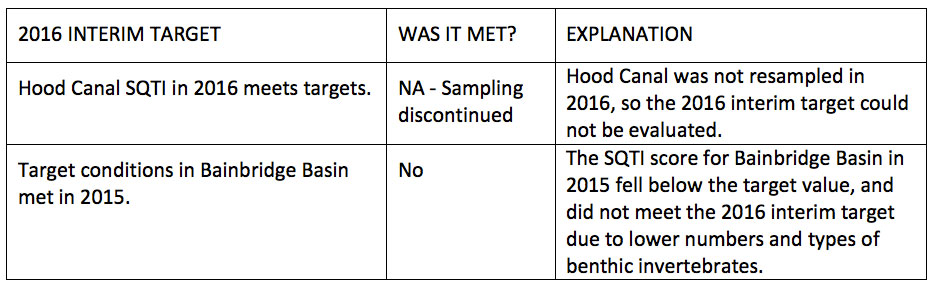 2016 INTERIM TARGET
WAS IT MET?
EXPLANATION
Hood Canal SQTI in 2016 meets targets.
NA - Sampling
discontinued
Hood Canal was not resampled in
2016, so the 2016 interim target could
not be evaluated.
Target conditions in Bainbridge Basin
met in 2015.
No
The SQTI score for Bainbridge Basin in
2015 fell below the target value, and
did not meet the 2016 interim target
due to lower numbers and types of
benthic invertebrates.